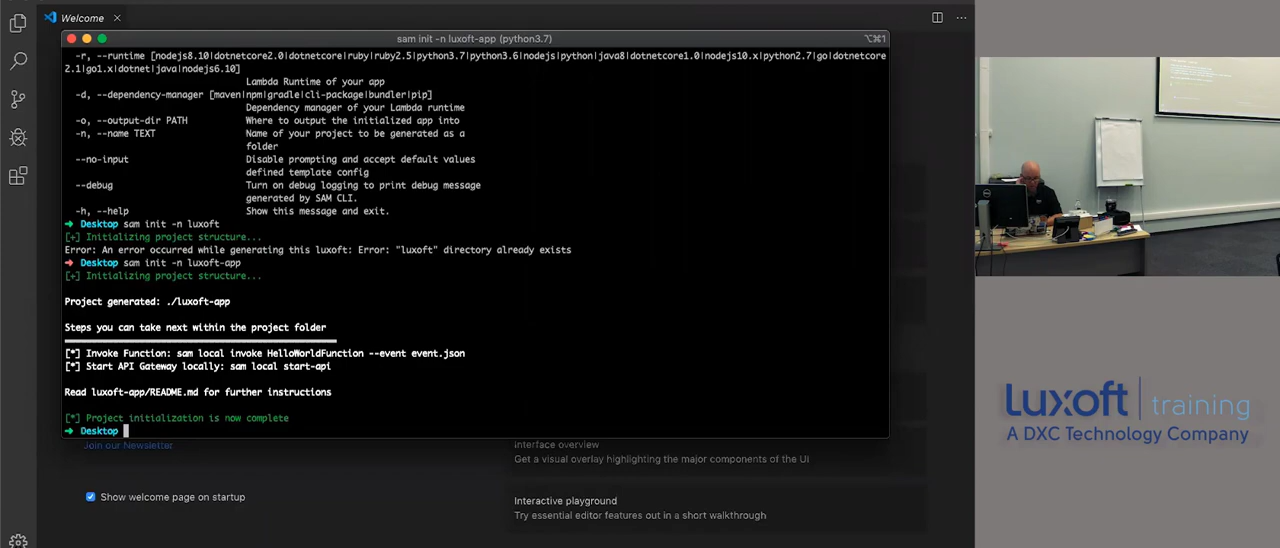 Welcome
sam init -n luxoft-app (python3.7)
⌥⌘1
-r, --runtime [nodejs8.10|dotnetcore2.0|dotnetcore|ruby|ruby2.5|python3.7|python3.6|nodejs|python|java8|dotnetcore1.0|nodejs10.x|python2.7|go|dotnetcore
2.1|go1.x|dotnet|java|nodejs6.10]
Lambda Runtime of your app
-d, --dependency-manager [maven|npm|gradle|cli-package|bundler|pip]
Dependency manager of your Lambda runtime
-o, --output-dir PATH Where to output the initialized app into
-n, --name TEXT Name of your project to be generated as a
folder
--no-input Disable prompting and accept default values
defined template config
--debug Turn on debug logging to print debug message
generated by SAM CLI.
-h, --help Show this message and exit.
➜ Desktop sam init -n luxoft
[+] Initializing project structure...
Error: An error occurred while generating this luxoft: Error: "luxoft" directory already exists
➜ Desktop sam init -n luxoft-app
[+] Initializing project structure...
Project generated: ./luxoft-app
Steps you can take next within the project folder
[*] Invoke Function: sam local invoke HelloWorldFunction --event event.json
[*] Start API Gateway locally: sam local start-api
Read luxoft-app/README.md for further instructions
[*] Project initialization is now complete
➜ Desktop
Join our Newsletter
Show welcome page on startup
Interface overview
Get a visual overlay highlighting the major components of the UI
Interactive playground
Try essential editor features out in a short walkthrough
Luxoft training
A DXC Technology Company